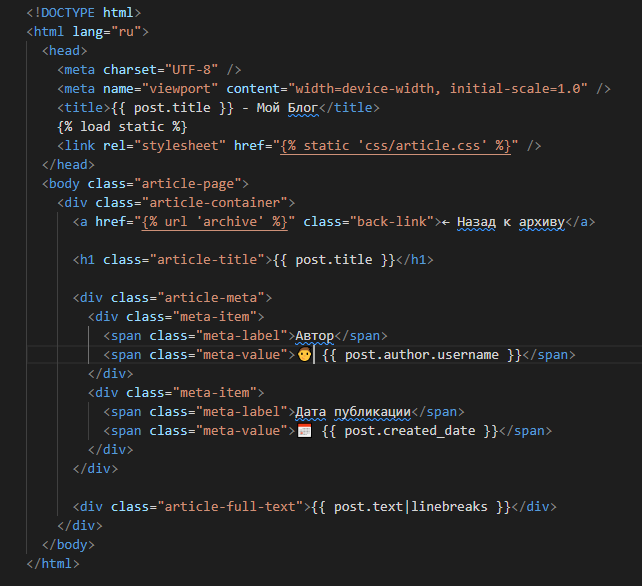 <!DOCTYPE html>
<html lang="ru">
  <head>
    <meta charset="UTF-8" />
    <meta name="viewport" content="width=device-width, initial-scale=1.0" />
    <title>{{ post.title }} - Мой Блог</title>
    {% load static %}
    <link rel="stylesheet" href="{% static 'css/article.css' %}" />
  </head>
  <body class="article-page">
    <div class="article-container">
      <a href="{% url 'archive' %}" class="back-link">← Назад к архиву</a>

      <h1 class="article-title">{{ post.title }}</h1>

      <div class="article-meta">
        <div class="meta-item">
          <span class="meta-label">Автор</span>
          <span class="meta-value">👨 {{ post.author.username }}</span>
        </div>
        <div class="meta-item">
          <span class="meta-label">Дата публикации</span>
          <span class="meta-value">📅 {{ post.created_date }}</span>
        </div>
      </div>

      <div class="article-full-text">{{ post.text|linebreaks }}</div>
    </div>
  </body>
</html>